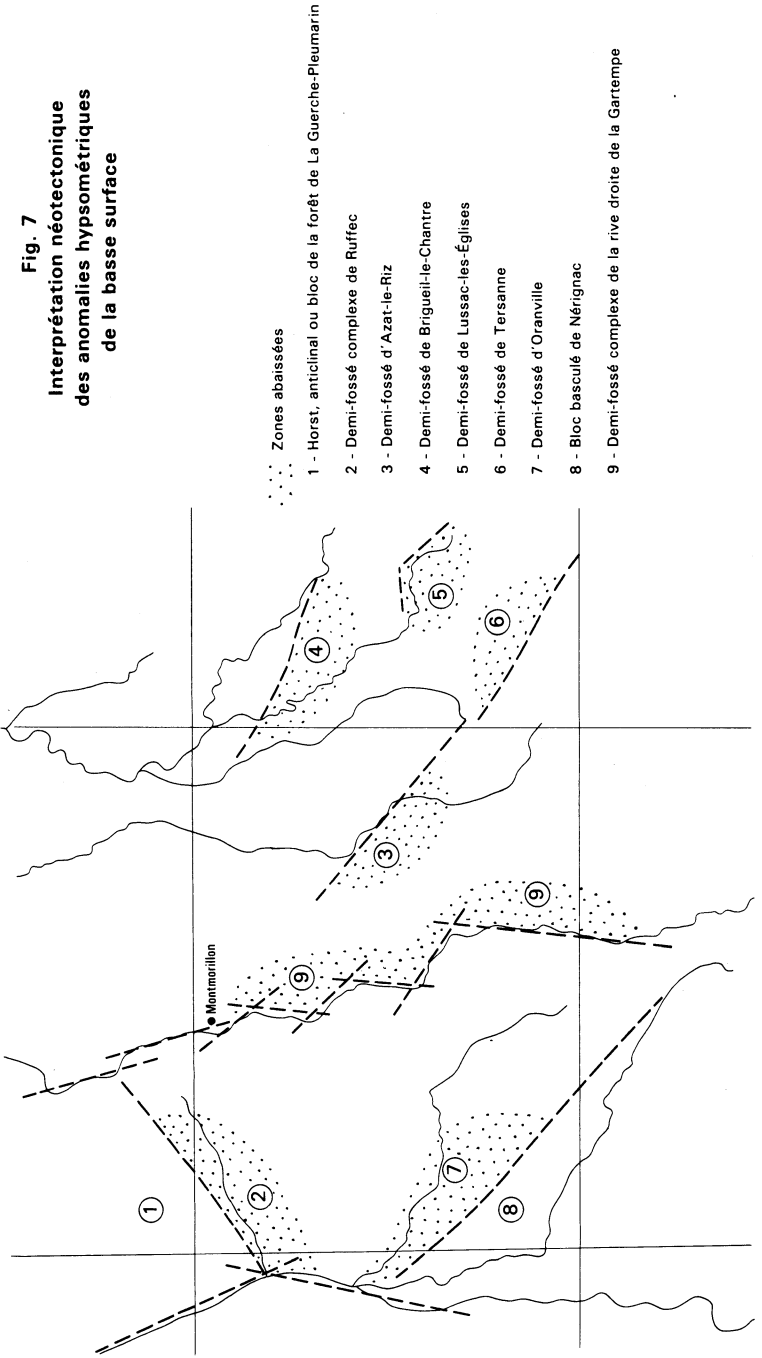 Fig. 7
Interprétation néotectonique
des anomalies hypsométriques
de la basse surface
Zones abaissées
1 - Horst, anticlinal ou bloc de la forêt de La Guerche-Pleumarin
2 - Demi-fossé complexe de Ruffec
3 - Demi-fossé d'Azat-le-Riz
4 - Demi-fossé de Brigueil-le-Chantre
5 - Demi-fossé de Lussac-les-Églises
6 - Demi-fossé de Tersanne
7 - Demi-fossé d'Oranville
8 - Bloc basculé de Nérignac
9 - Demi-fossé complexe de la rive droite de la Gartempe
Montmorillon
1
2
3
4
5
6
7
8
9
9